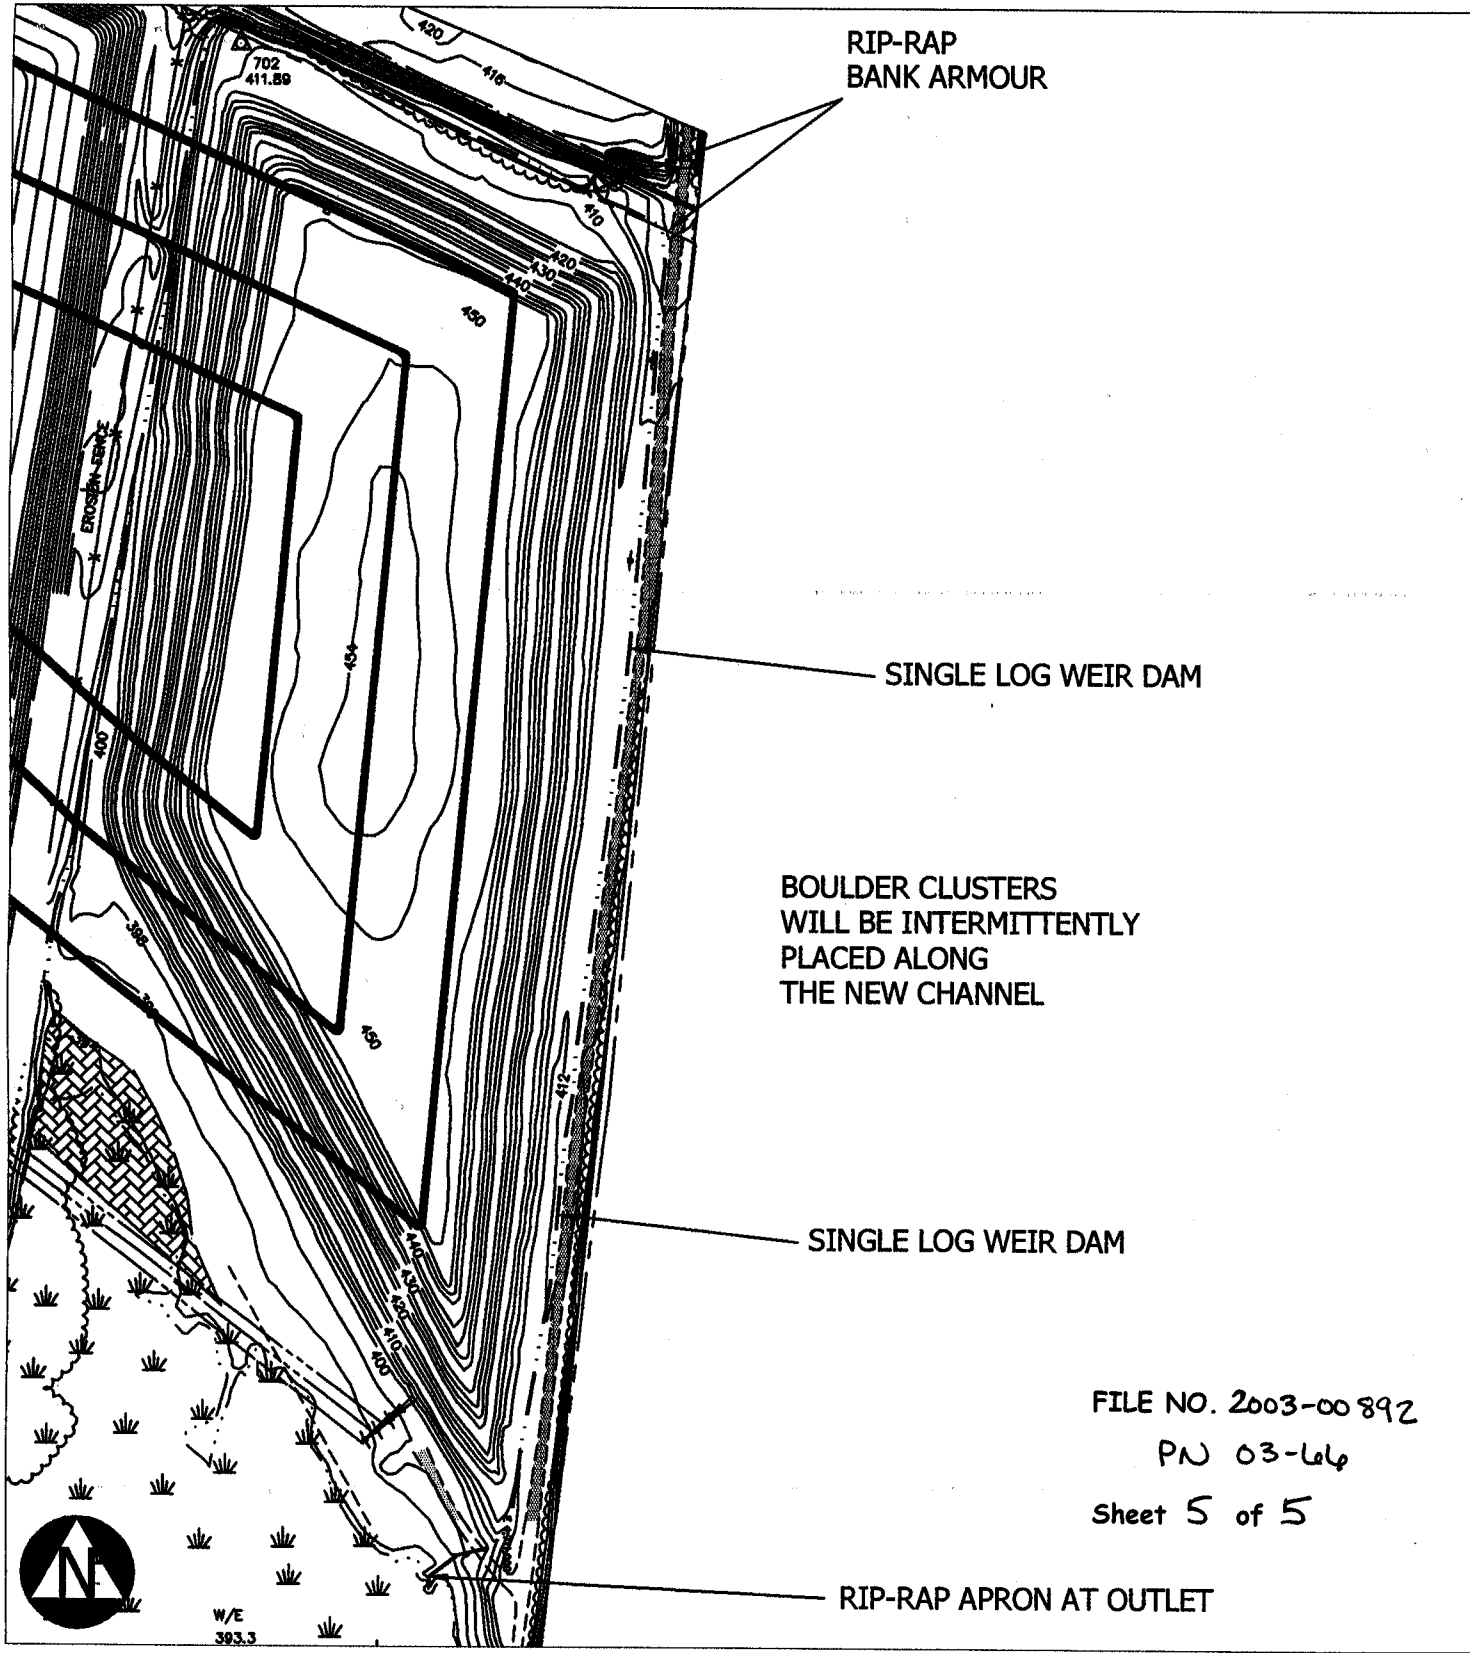 420
416
702
411.89
RIP-RAP
BANK ARMOUR
410
420
430
440
450
EROSION FENCE
454
SINGLE LOG WEIR DAM
400
BOULDER CLUSTERS
WILL BE INTERMITTENTLY
PLACED ALONG
THE NEW CHANNEL
398
450
412
SINGLE LOG WEIR DAM
440
430
420
410
400
FILE NO. 2003-00892
PN 03-66
Sheet 5 of 5
N
RIP-RAP APRON AT OUTLET
W/E
393.3